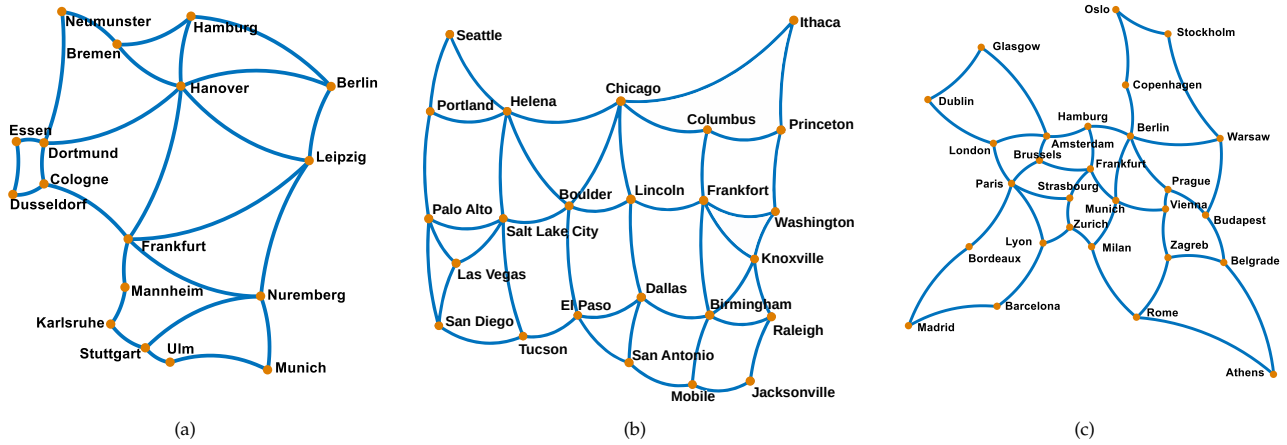 Neumunster
Hamburg
Bremen
Hanover
Berlin
Essen
Dortmund
Leipzig
Cologne
Dusseldorf
Frankfurt
Mannheim
Nuremberg
Karlsruhe
Stuttgart
Ulm
Munich
(a)
Ithaca
Seattle
Chicago
Portland
Helena
Columbus
Princeton
Boulder
Lincoln
Frankfort
Palo Alto
Salt Lake City
Washington
Las Vegas
Knoxville
El Paso
Dallas
Birmingham
San Diego
Raleigh
Tucson
San Antonio
Mobile
Jacksonville
(b)
Oslo
Stockholm
Glasgow
Copenhagen
Dublin
Hamburg
Berlin
Amsterdam
Warsaw
London
Brussels
Frankfurt
Paris
Strasbourg
Prague
Munich
Vienna
Budapest
Zurich
Lyon
Milan
Zagreb
Bordeaux
Belgrade
Barcelona
Rome
Madrid
Athens
(c)